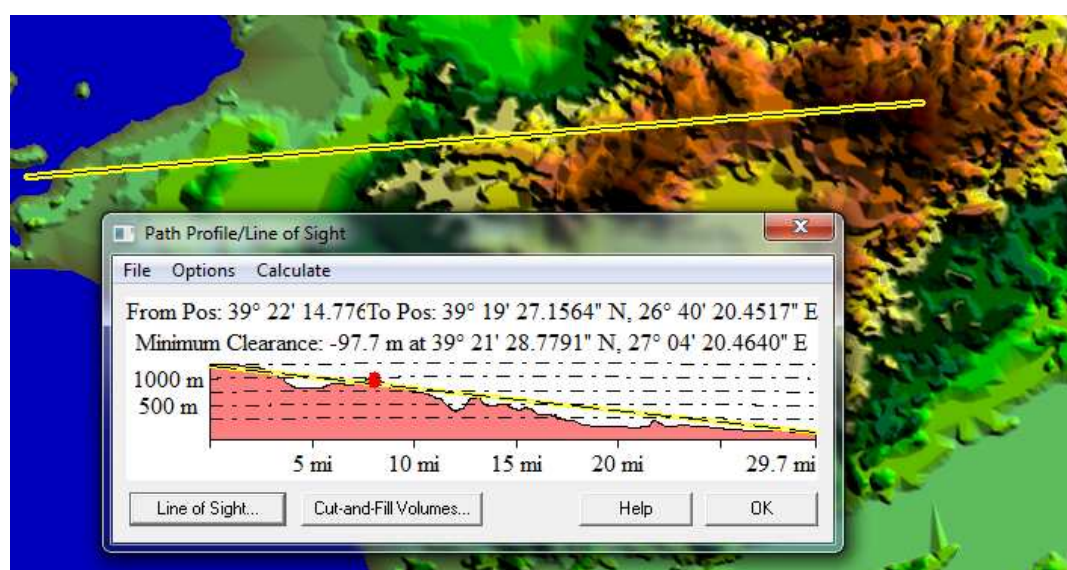 Path Profile/Line of Sight
File Options Calculate
From Pos: 39° 22' 14.776To Pos: 39° 19' 27.1564" N, 26° 40' 20.4517" E
Minimum Clearance: -97.7 m at 39° 21' 28.7791" N, 27° 04' 20.4640" E
1000 m
500 m
5 mi 10 mi 15 mi 20 mi 29.7 mi
Line of Sight... Cut-and-Fill Volumes... Help OK